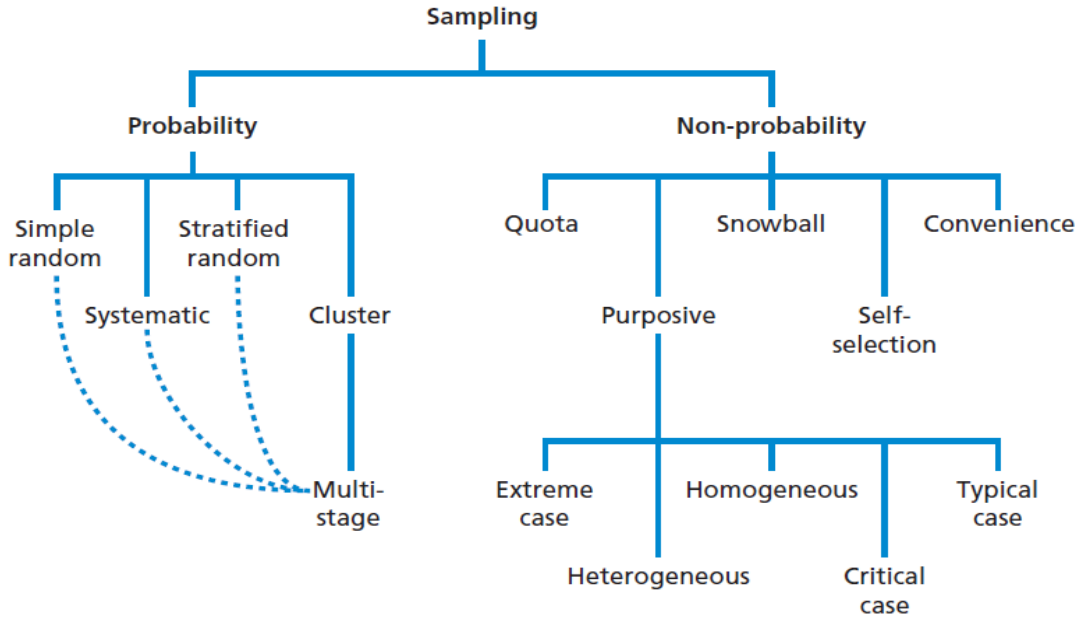 Sampling
Probability
Non-probability
Simple
random
Stratified
random
Quota
Snowball
Convenience
Systematic
Cluster
Purposive
Self-
selection
Multi-
stage
Extreme
case
Homogeneous
Typical
case
Heterogeneous
Critical
case